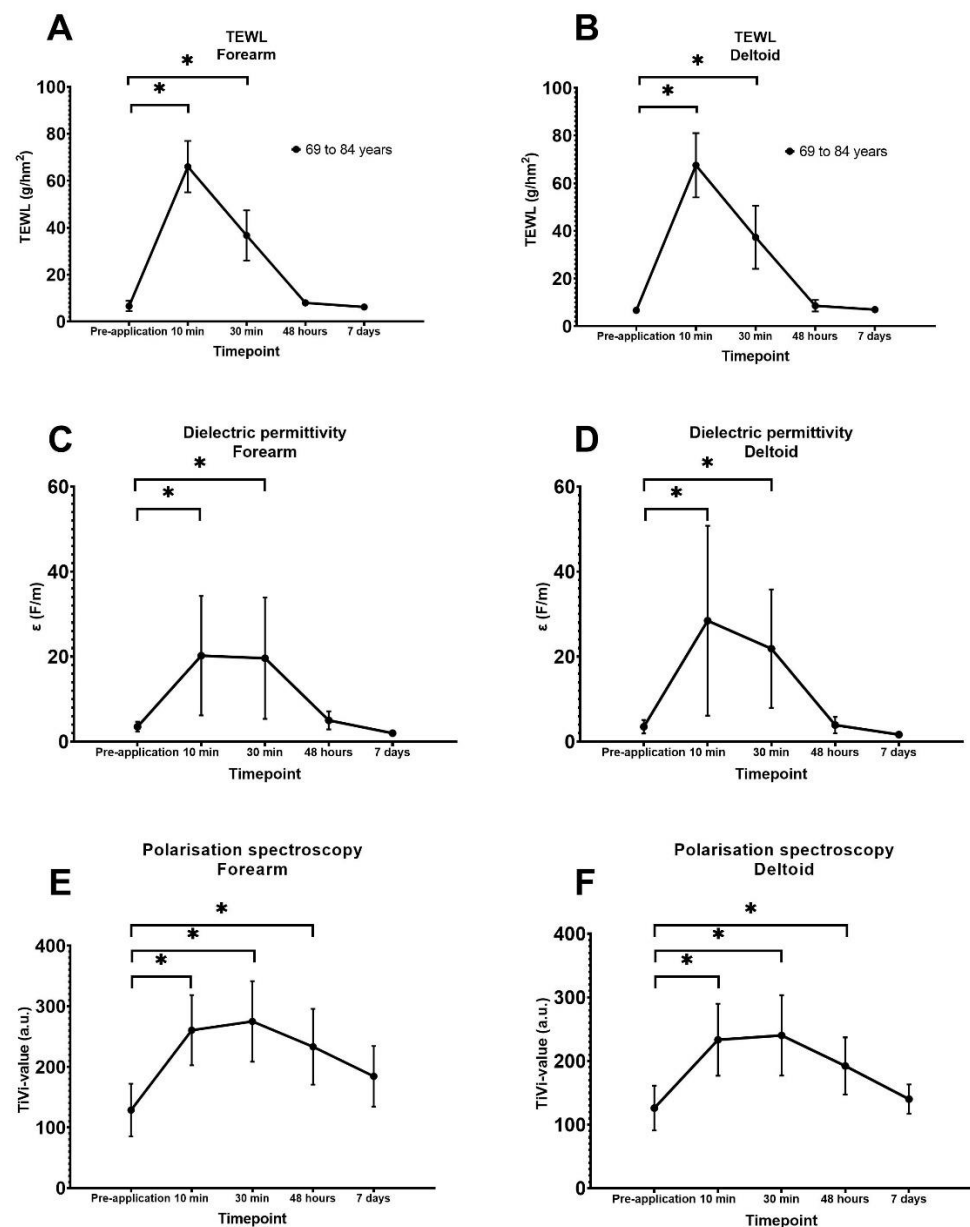 A
TEWL
Forearm
*
*
100
80
60
40
20
0
TEWL (g/hm²)
69 to 84 years
Pre-application 10 min 30 min 48 hours 7 days
Timepoint
B
TEWL
Deltoid
*
*
100
80
60
40
20
0
TEWL (g/hm²)
69 to 84 years
Pre-application 10 min 30 min 48 hours 7 days
Timepoint
C
Dielectric permittivity
Forearm
*
*
60
40
20
0
ε (F/m)
Pre-application 10 min 30 min 48 hours 7 days
Timepoint
D
Dielectric permittivity
Deltoid
*
*
60
40
20
0
ε (F/m)
Pre-application 10 min 30 min 48 hours 7 days
Timepoint
E
Polarisation spectroscopy
Forearm
*
*
*
400
300
200
100
0
TiVi-value (a.u.)
Pre-application 10 min 30 min 48 hours 7 days
Timepoint
F
Polarisation spectroscopy
Deltoid
*
*
*
400
300
200
100
0
TiVi-value (a.u.)
Pre-application 10 min 30 min 48 hours 7 days
Timepoint